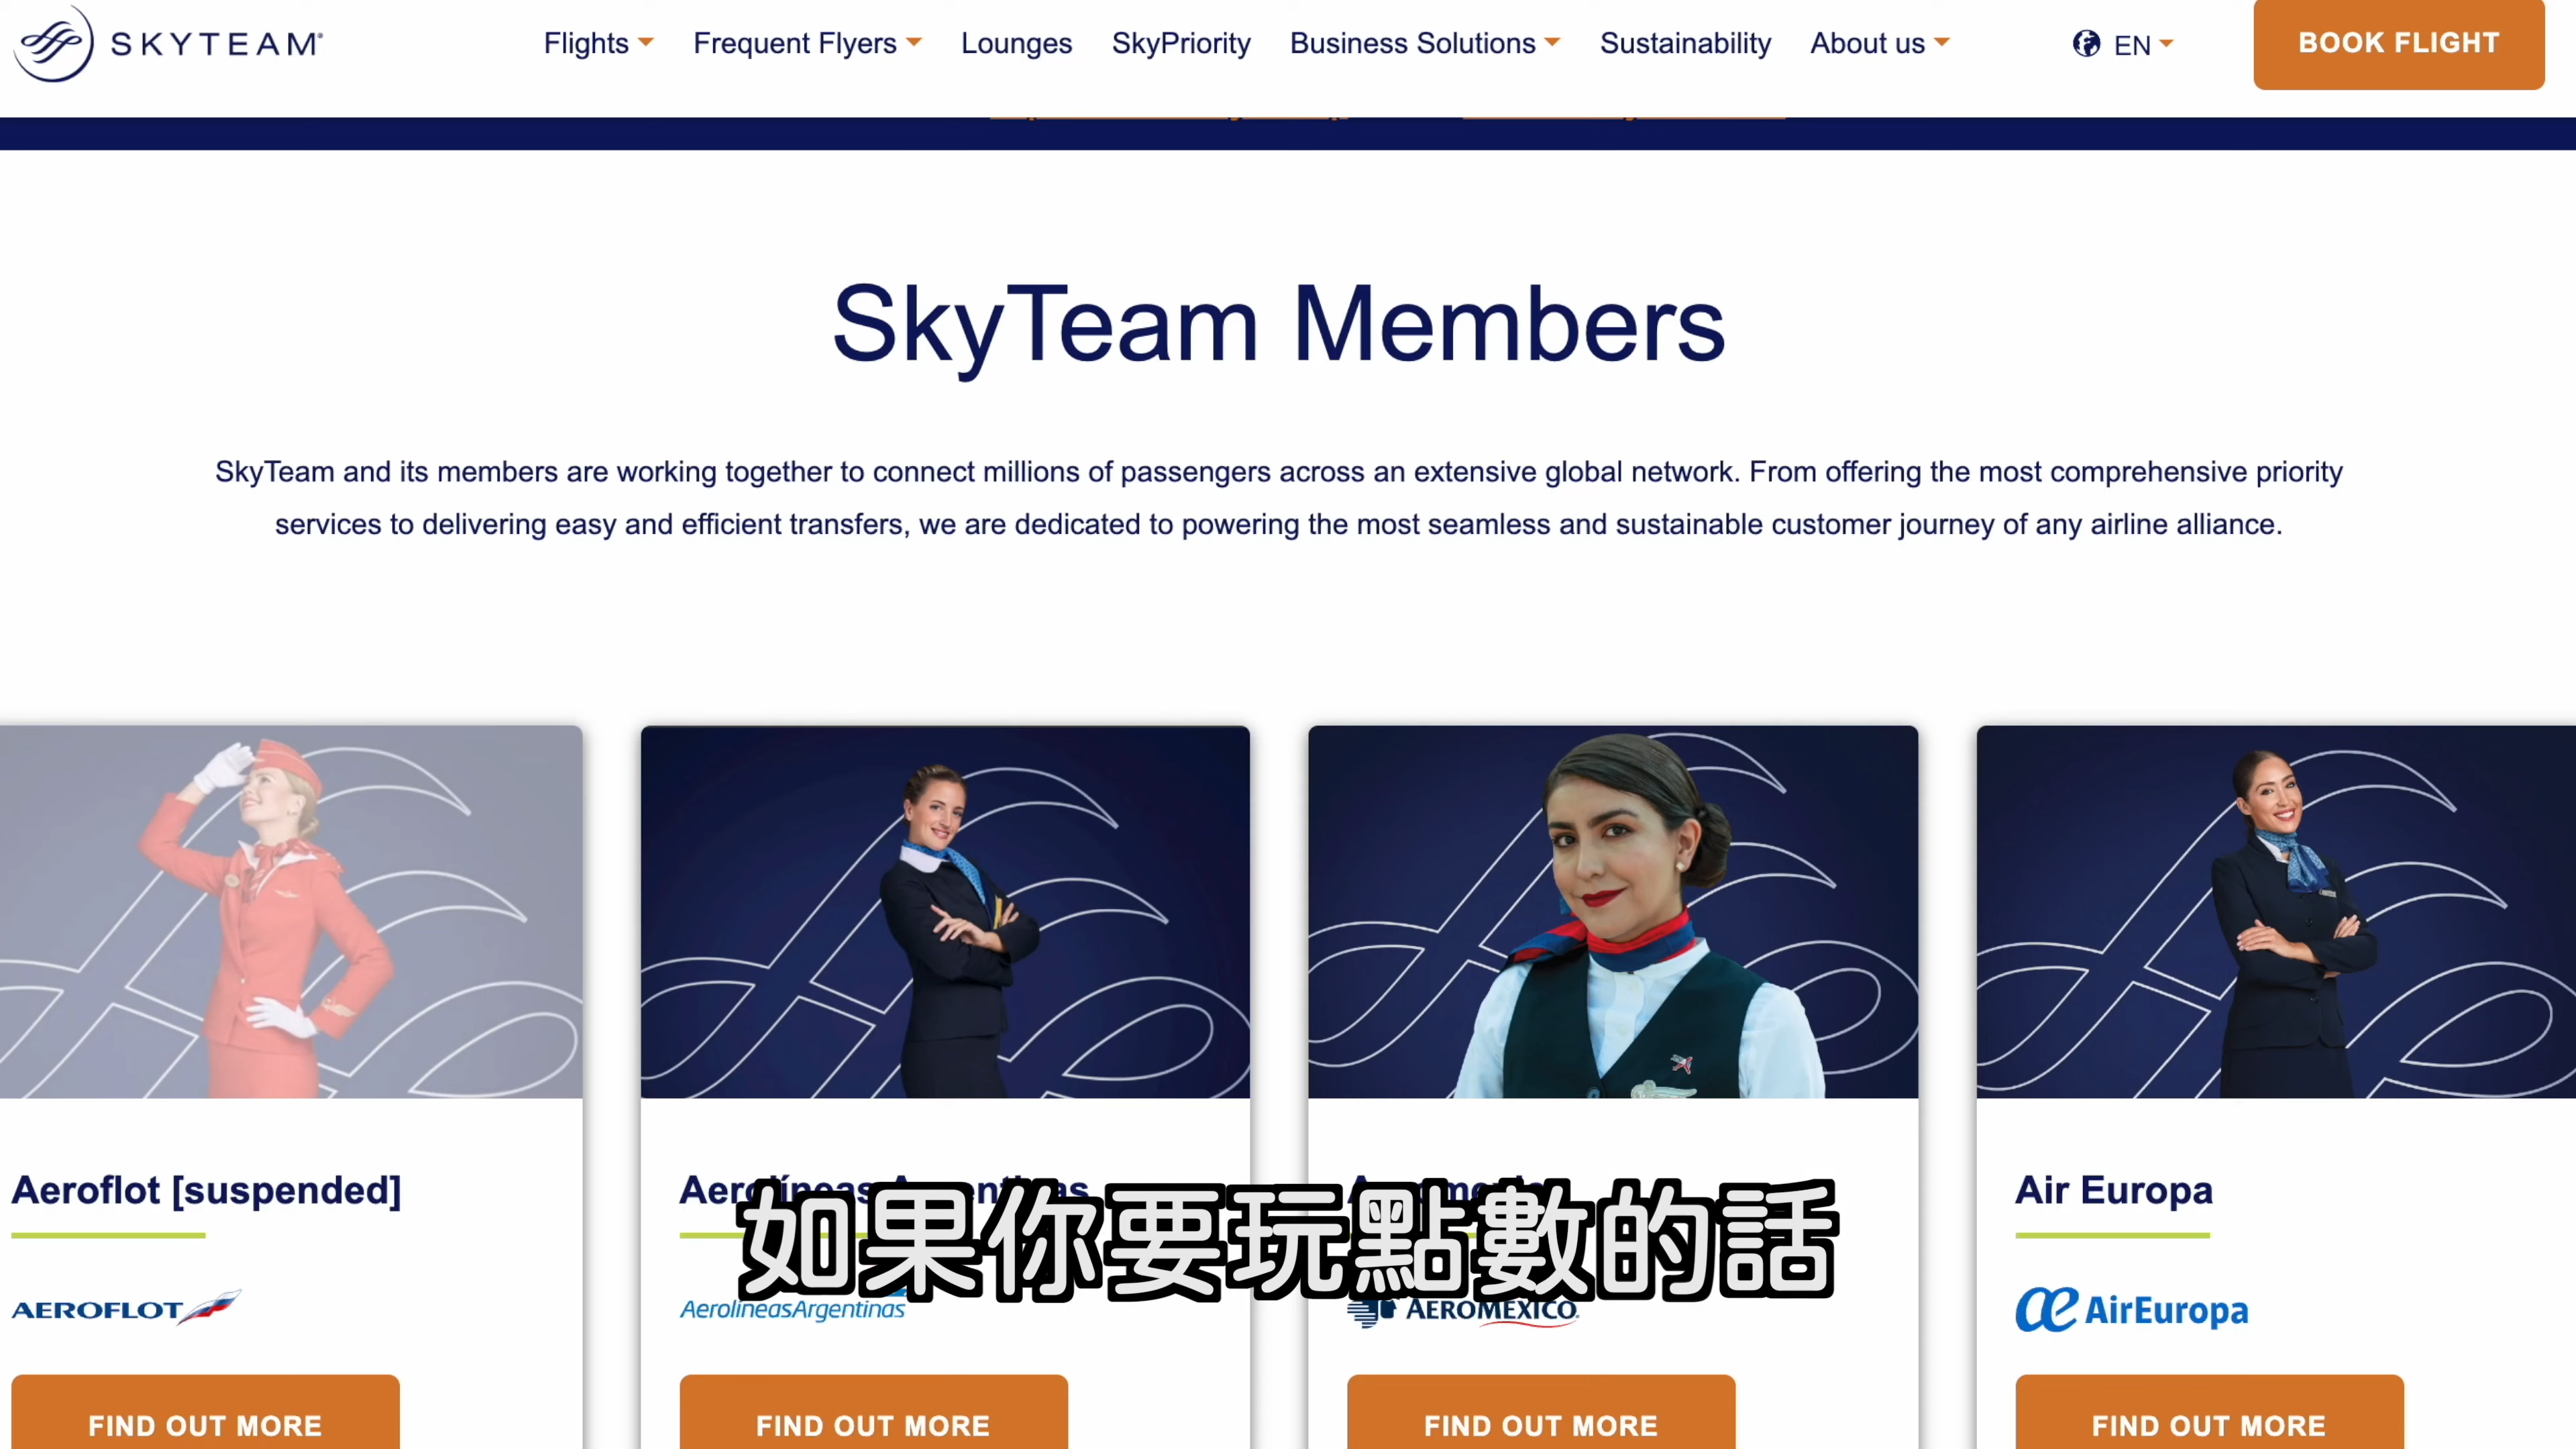 SKYTEAM
Flights
Frequent Flyers
Lounges
SkyPriority
Business Solutions
Sustainability
About us
EN
BOOK FLIGHT
SkyTeam Members
SkyTeam and its members are working together to connect millions of passengers across an extensive global network. From offering the most comprehensive priority
services to delivering easy and efficient transfers, we are dedicated to powering the most seamless and sustainable customer journey of any airline alliance.
Aeroflot [suspended]
Aerolíneas Argentinas
Air Europa
如果你要玩點數的話
AEROFLOT
AerolineasArgentinas
AEROMEXICO
AirEuropa
FIND OUT MORE
FIND OUT MORE
FIND OUT MORE
FIND OUT MORE